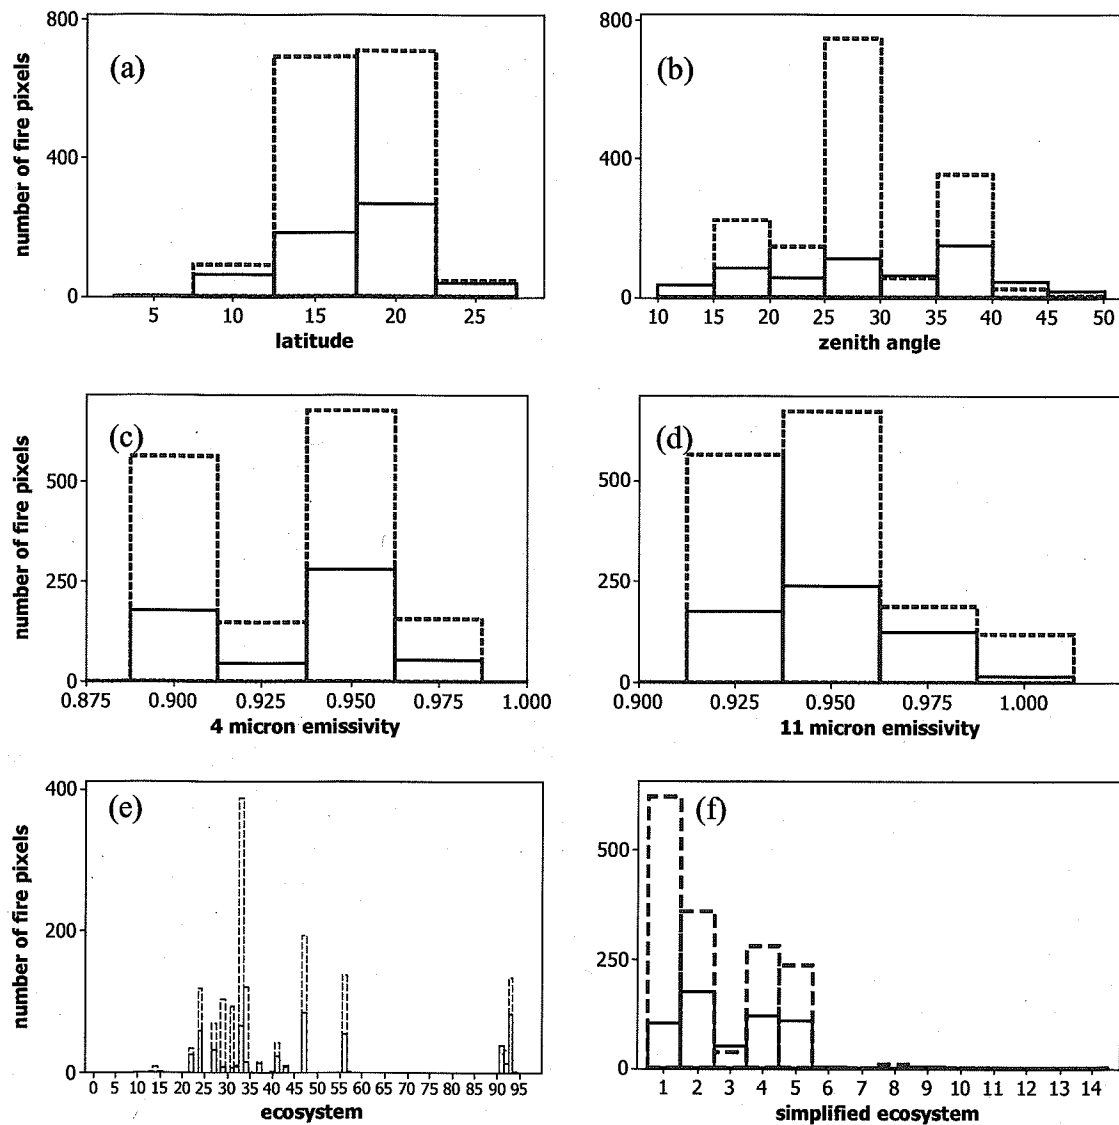 800
400
0
number of fire pixels
(a)
5 10 15 20 25
latitude
800
400
0
(b)
10 15 20 25 30 35 40 45 50
zenith angle
500
250
0
number of fire pixels
(c)
0.875 0.900 0.925 0.950 0.975 1.000
4 micron emissivity
500
250
0
(d)
0.900 0.925 0.950 0.975 1.000
11 micron emissivity
400
200
0
number of fire pixels
(e)
0 5 10 15 20 25 30 35 40 45 50 55 60 65 70 75 80 85 90 95
ecosystem
500
250
0
(f)
1 2 3 4 5 6 7 8 9 10 11 12 13 14
simplified ecosystem